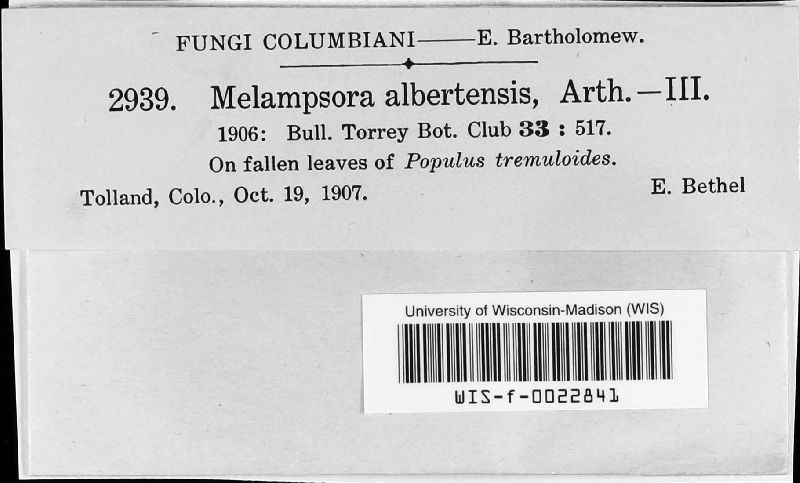 FUNGI COLUMBIANI——E. Bartholomew.
2939. Melampsora albertensis, Arth.—III.
1906: Bull. Torrey Bot. Club 33 : 517.
On fallen leaves of Populus tremuloides.
Tolland, Colo., Oct. 19, 1907. E. Bethel
University of Wisconsin-Madison (WIS)
WIS-f-0022841